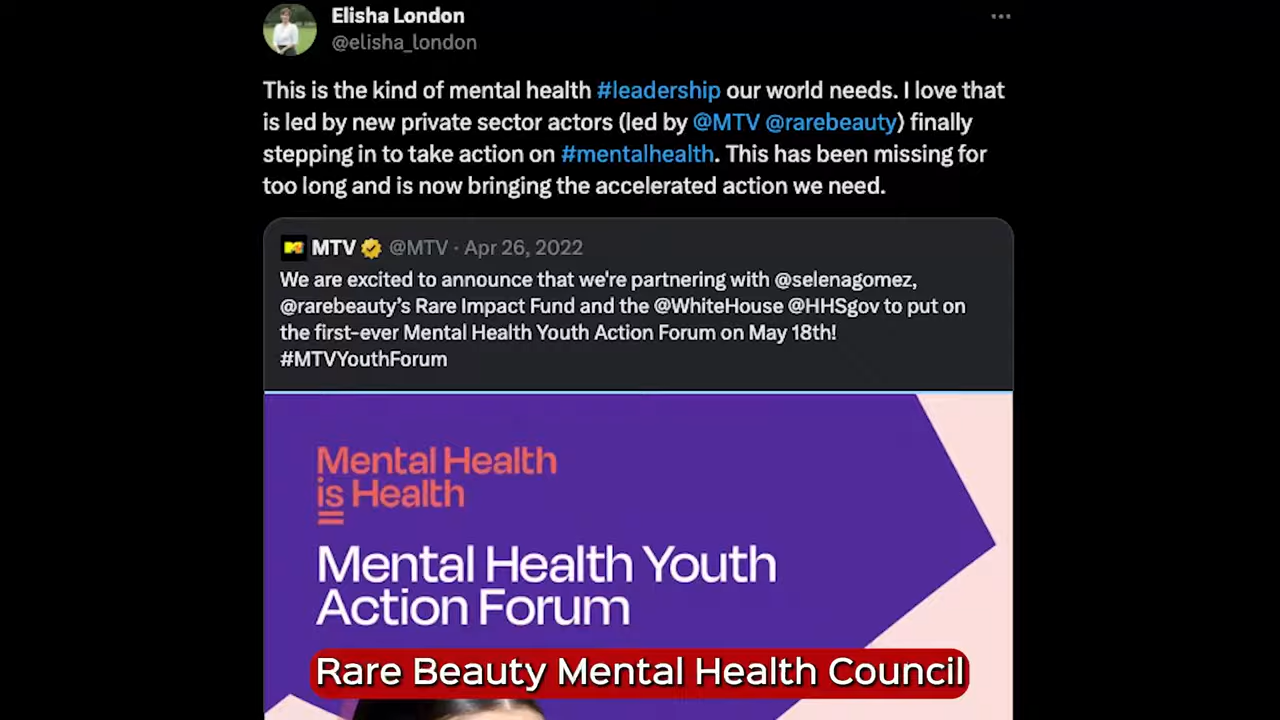 Elisha London
@elisha_london
This is the kind of mental health #leadership our world needs. I love that
is led by new private sector actors (led by @MTV @rarebeauty) finally
stepping in to take action on #mentalhealth. This has been missing for
too long and is now bringing the accelerated action we need.
MTV @MTV · Apr 26, 2022
We are excited to announce that we're partnering with @selenagomez,
@rarebeauty’s Rare Impact Fund and the @WhiteHouse @HHSgov to put on
the first-ever Mental Health Youth Action Forum on May 18th!
#MTVYouthForum
Mental Health
is Health
Mental Health Youth
Action Forum
Rare Beauty Mental Health Council